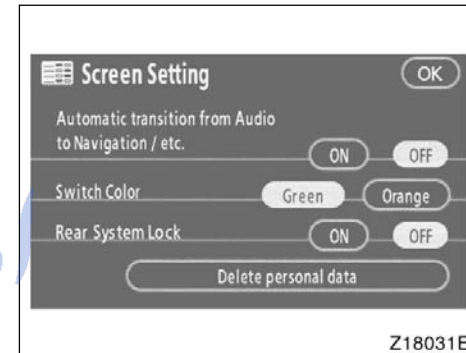 Screen Setting OK
Automatic transition from Audio
to Navigation / etc.
ON OFF
Switch Color Green Orange
Rear System Lock ON OFF
Delete personal data
Z18031E